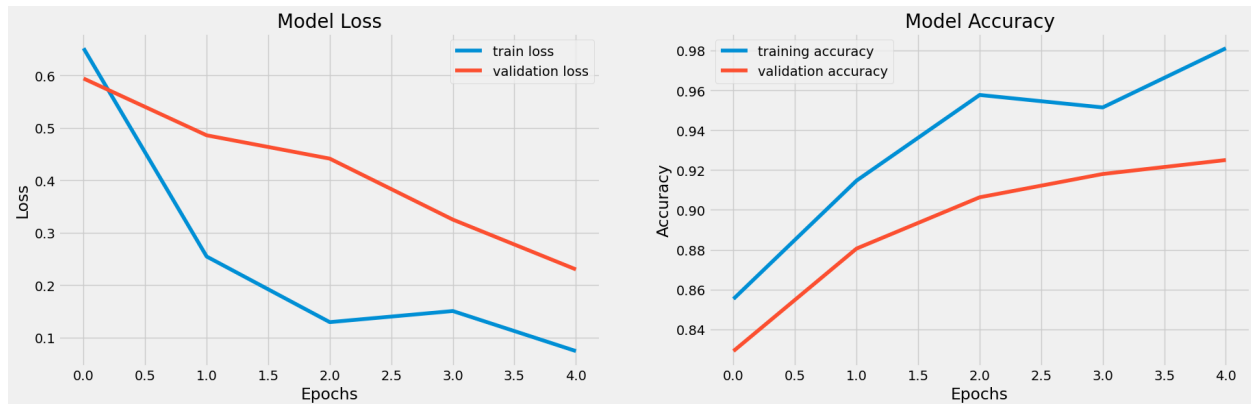 Model Loss
train loss
validation loss
0.6
0.5
0.4
0.3
0.2
0.1
Loss
0.0 0.5 1.0 1.5 2.0 2.5 3.0 3.5 4.0
Epochs
Model Accuracy
training accuracy
validation accuracy
0.98
0.96
0.94
0.92
0.90
0.88
0.86
0.84
Accuracy
0.0 0.5 1.0 1.5 2.0 2.5 3.0 3.5 4.0
Epochs